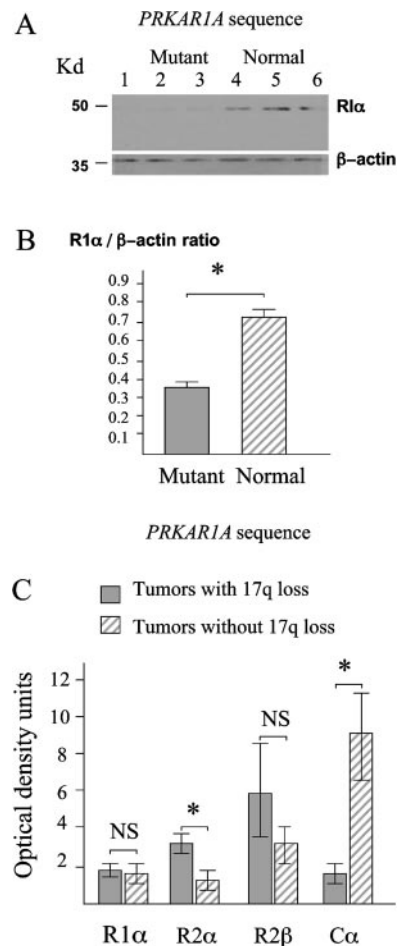 A
PRKAR1A sequence
Kd
Mutant Normal
1 2 3 4 5 6
50
RIα
35
β-actin
B
R1α / β-actin ratio
*
0.9
0.8
0.7
0.6
0.5
0.4
0.3
0.2
0.1
Mutant Normal
PRKAR1A sequence
C
Tumors with 17q loss
Tumors without 17q loss
Optical density units
12
10
8
6
4
2
NS
*
NS
*
R1α R2α R2β Cα